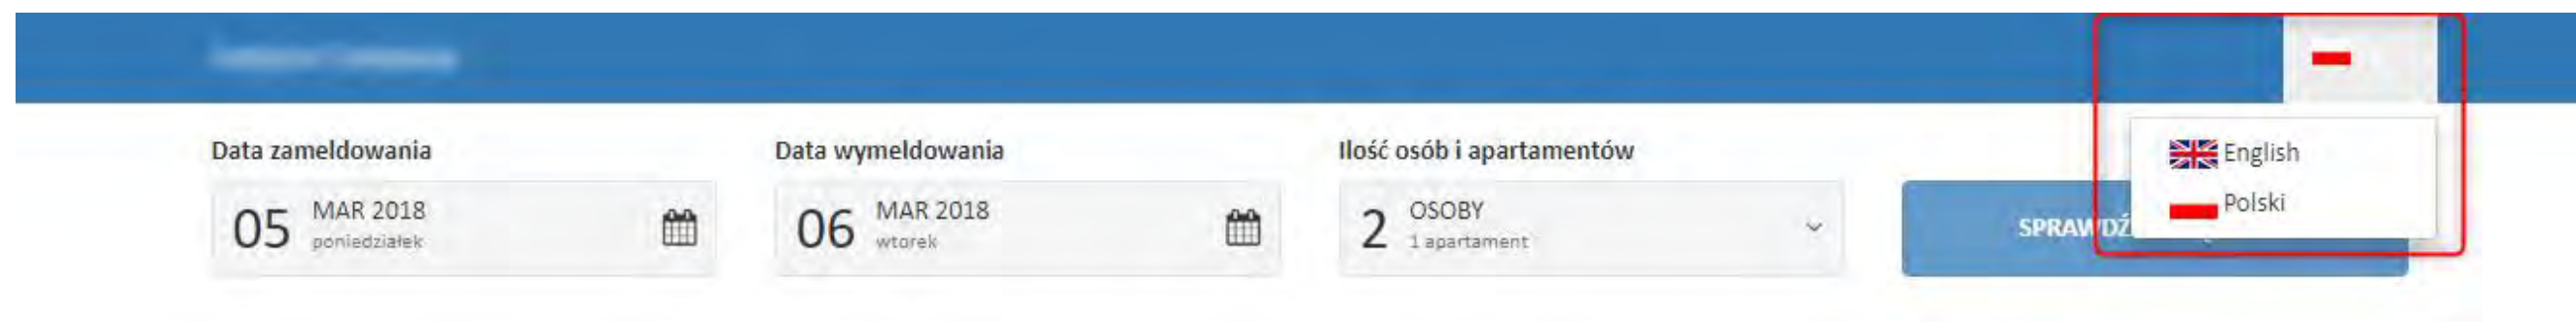 Data zameldowania
05 MAR 2018
poniedziałek
Data wymeldowania
06 MAR 2018
wtorek
Ilość osób i apartamentów
2 OSOBY
1 apartament
SPRAWDŹ
English
Polski